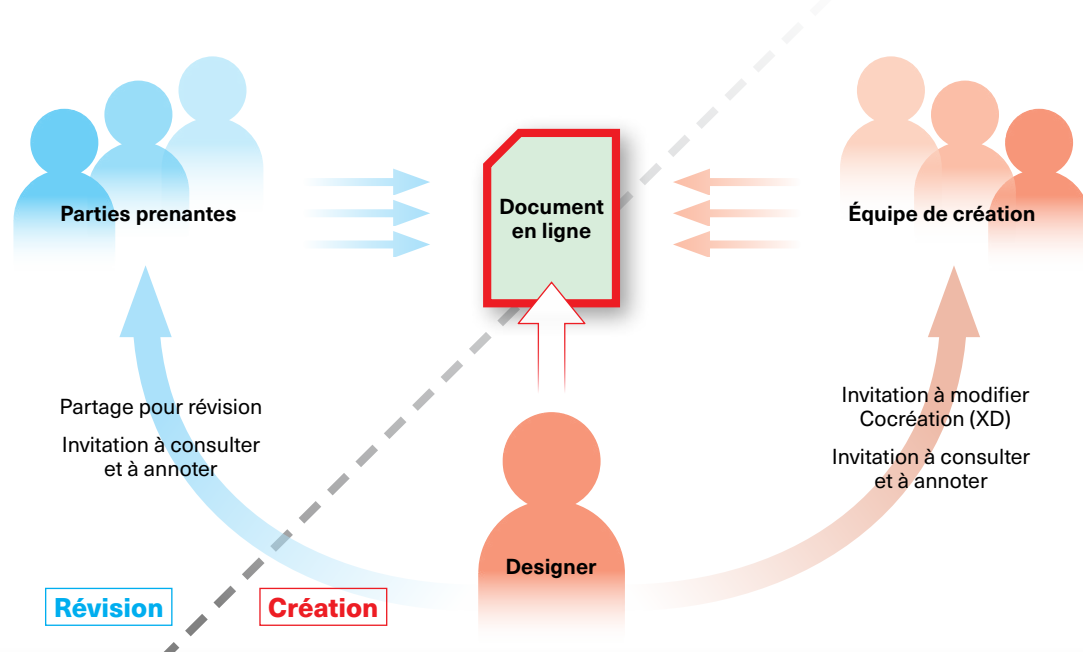 Parties prenantes
Document
en ligne
Équipe de création
Partage pour révision
Invitation à consulter
et à annoter
Invitation à modifier
Cocréation (XD)
Invitation à consulter
et à annoter
Designer
Révision
Création